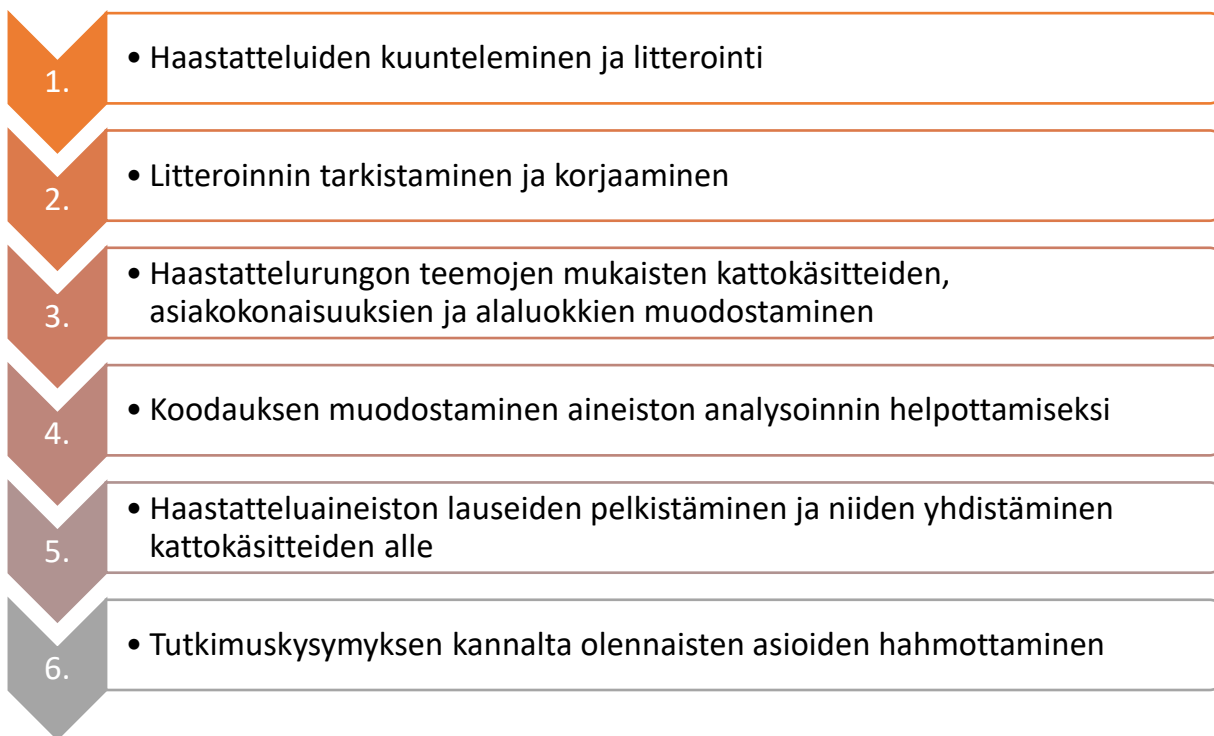 1.
• Haastatteluiden kuunteleminen ja litterointi
2.
• Litteroinnin tarkistaminen ja korjaaminen
3.
• Haastattelurungon teemojen mukaisten kattokäsitteiden,
asiakokonaisuuksien ja alaluokkien muodostaminen
4.
• Koodauksen muodostaminen aineiston analysoinnin helpottamiseksi
5.
• Haastatteluaineiston lauseiden pelkistäminen ja niiden yhdistäminen
kattokäsitteiden alle
6.
• Tutkimuskysymyksen kannalta olennaisten asioiden hahmottaminen